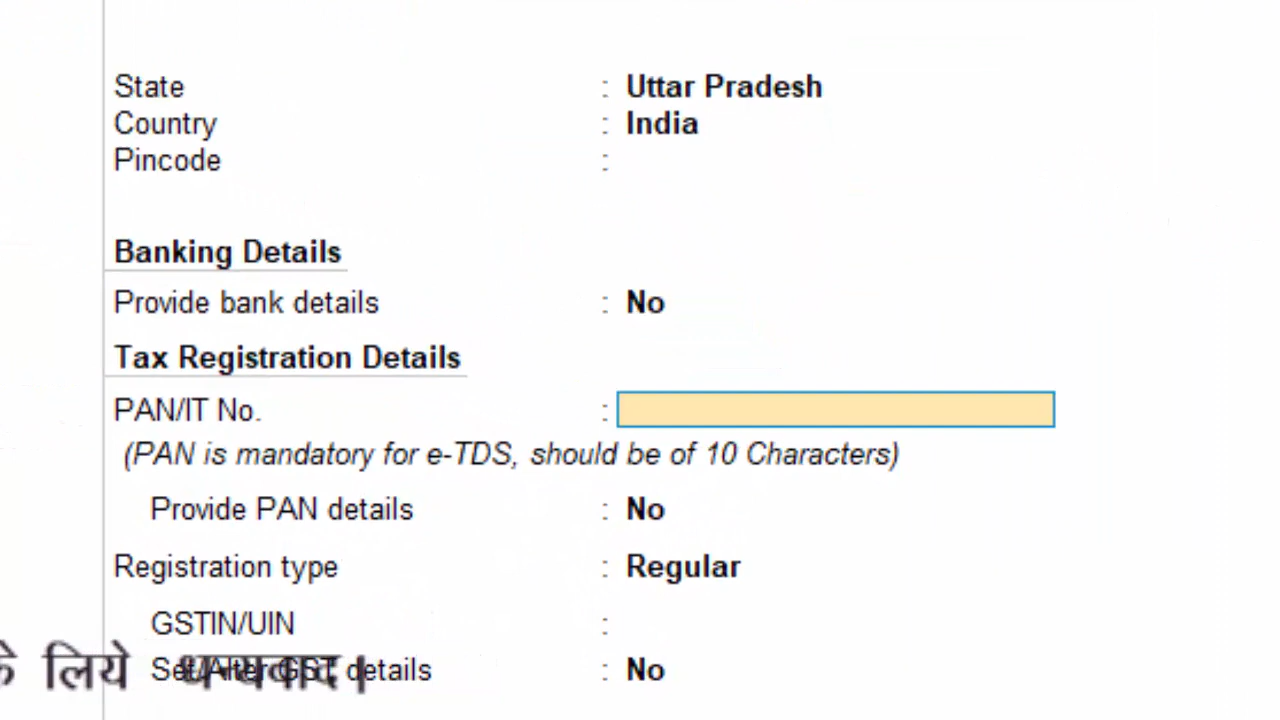 State : Uttar Pradesh
Country : India
Pincode :
Banking Details
Provide bank details : No
Tax Registration Details
PAN/IT No. :
(PAN is mandatory for e-TDS, should be of 10 Characters)
Provide PAN details : No
Registration type : Regular
GSTIN/UIN :
Set/Alter GST details : No
के लिये धन्यवाद।